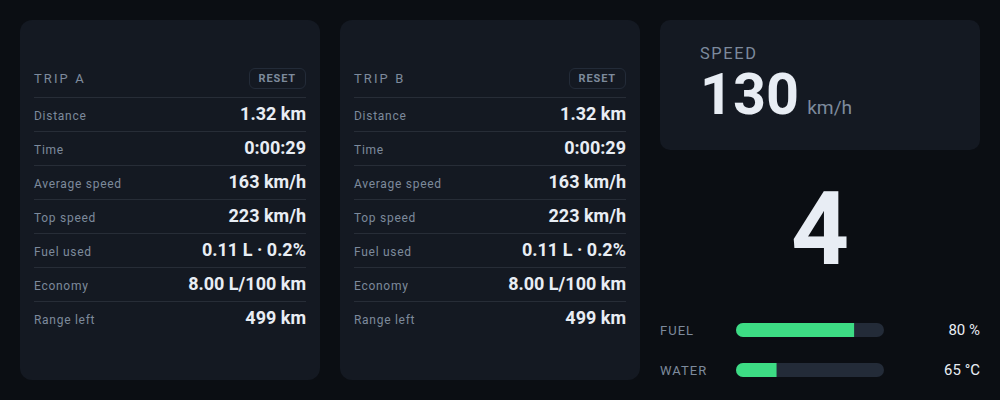 TRIP A RESET
Distance 1.32 km
Time 0:00:29
Average speed 163 km/h
Top speed 223 km/h
Fuel used 0.11 L · 0.2%
Economy 8.00 L/100 km
Range left 499 km
TRIP B RESET
Distance 1.32 km
Time 0:00:29
Average speed 163 km/h
Top speed 223 km/h
Fuel used 0.11 L · 0.2%
Economy 8.00 L/100 km
Range left 499 km
SPEED
130 km/h
4
FUEL 80 %
WATER 65 °C